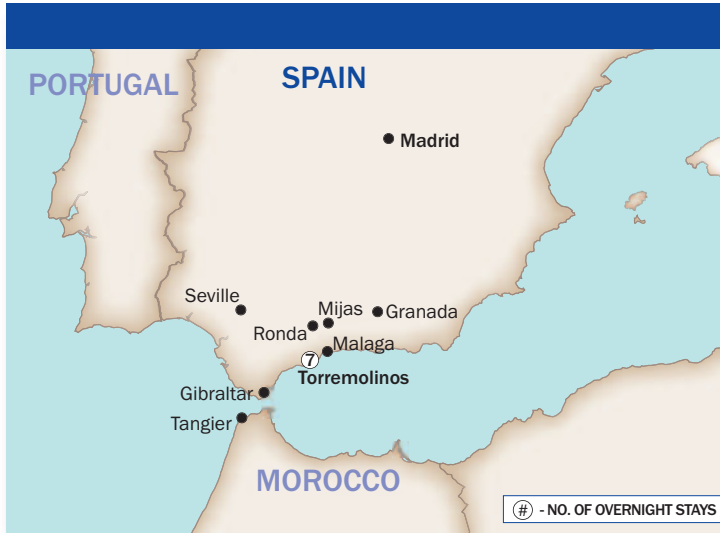 PORTUGAL
SPAIN
Madrid
Seville
Mijas
Granada
Ronda
Malaga
7
Torremolinos
Gibraltar
Tangier
MOROCCO
# - NO. OF OVERNIGHT STAYS